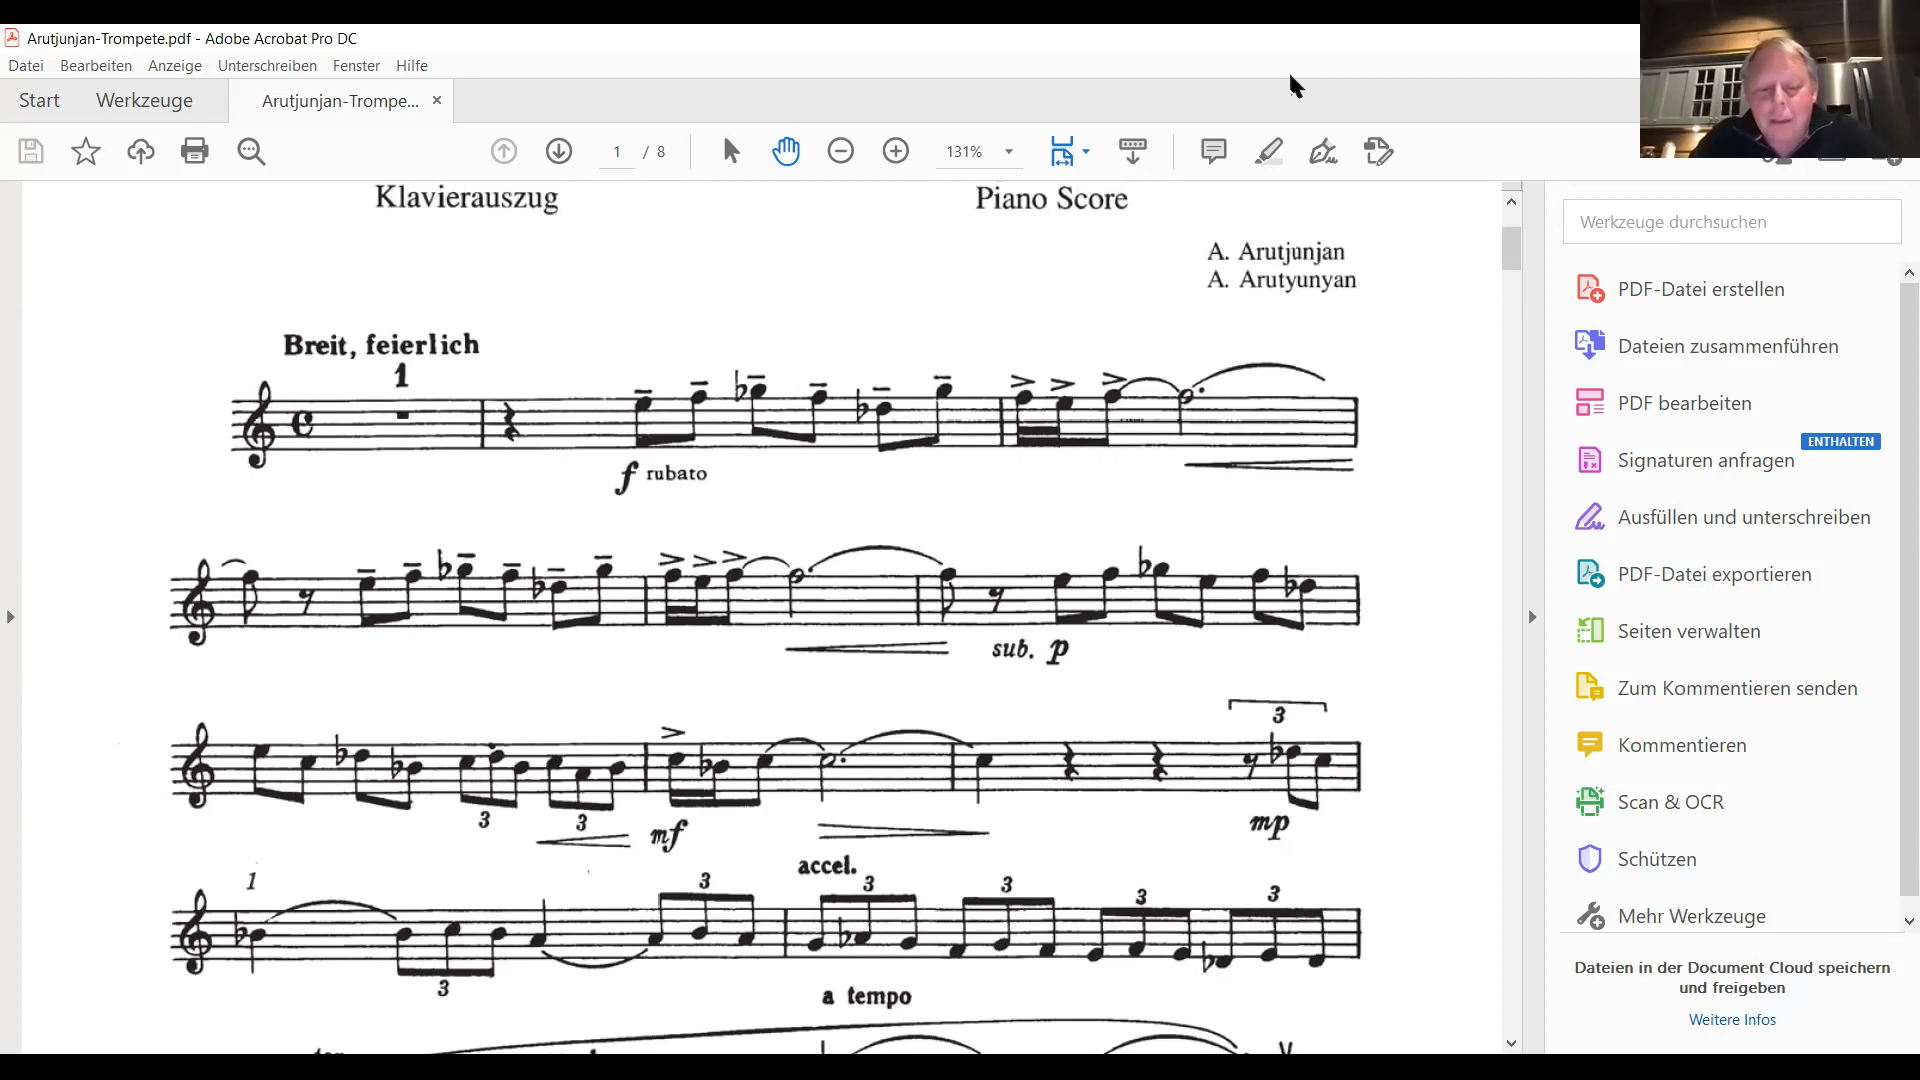 Arutjunjan-Trompete.pdf - Adobe Acrobat Pro DC
Datei Bearbeiten Anzeige Unterschreiben Fenster Hilfe
Start Werkzeuge Arutjunjan-Trompe... ×
1 / 8 131%
Klavierauszug Piano Score
A. Arutjunjan
A. Arutyunyan
Breit, feierlich
1
f rubato
sub. p
3
3 3 mf mp
accel.
1 3 3 3 3 3
3
a tempo
Werkzeuge durchsuchen
PDF-Datei erstellen
Dateien zusammenführen
PDF bearbeiten
ENTHALTEN
Signaturen anfragen
Ausfüllen und unterschreiben
PDF-Datei exportieren
Seiten verwalten
Zum Kommentieren senden
Kommentieren
Scan & OCR
Schützen
Mehr Werkzeuge
Dateien in der Document Cloud speichern
und freigeben
Weitere Infos